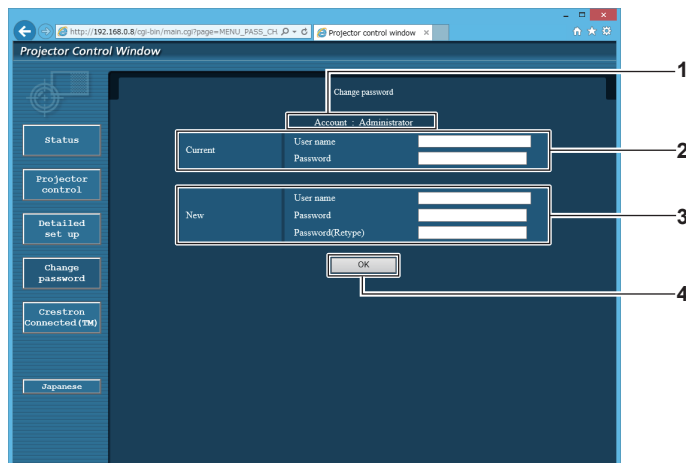 http://192.168.0.8/cgi-bin/main.cgi?page=MENU_PASS_CH
Projector control window
Projector Control Window
Change password
1
Account : Administrator
Status
Current
User name
Password
2
Projector
control
New
User name
Password
Password(Retype)
3
Detailed
set up
OK
Change
password
4
Crestron
Connected(TM)
Japanese